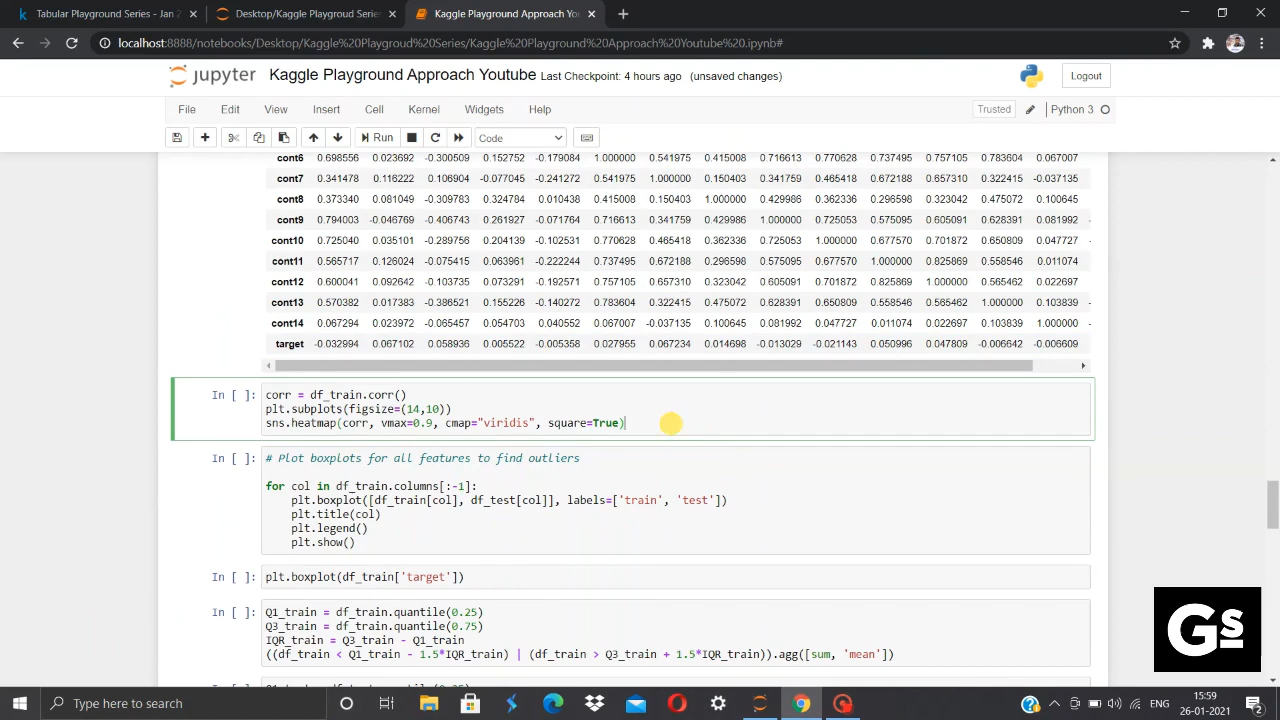 Tabular Playground Series - Jan 2
Desktop/Kaggle Playgroud Series
Kaggle Playground Approach You
localhost:8888/notebooks/Desktop/Kaggle%20Playgroud%20Series/Kaggle%20Playground%20Approach%20Youtube%20.ipynb#
jupyter Kaggle Playground Approach Youtube Last Checkpoint: 4 hours ago (unsaved changes) Logout
File Edit View Insert Cell Kernel Widgets Help Trusted Python 3
Run Code
cont6 0.698556 0.023692 -0.300509 0.152752 -0.179084 1.000000 0.541975 0.415008 0.716613 0.770628 0.737495 0.757105 0.783604 0.067007
cont7 0.341478 0.116222 0.106904 -0.077045 -0.241272 0.541975 1.000000 0.150403 0.341759 0.465418 0.672188 0.657310 0.322415 -0.037135
cont8 0.373340 0.081049 -0.309783 0.324784 0.010438 0.415008 0.150403 1.000000 0.429986 0.362336 0.296598 0.323042 0.475072 0.100645
cont9 0.794003 -0.046769 -0.406743 0.261927 -0.071764 0.716613 0.341759 0.429986 1.000000 0.725053 0.575095 0.605091 0.628391 0.081992
cont10 0.725040 0.035101 -0.289756 0.204139 -0.102531 0.770628 0.465418 0.362336 0.725053 1.000000 0.677570 0.701872 0.650809 0.047727
cont11 0.565717 0.126024 -0.075415 0.063961 -0.222244 0.737495 0.672188 0.296598 0.575095 0.677570 1.000000 0.825869 0.558546 0.011074
cont12 0.600041 0.092642 -0.103735 0.073291 -0.192571 0.757105 0.657310 0.323042 0.605091 0.701872 0.825869 1.000000 0.565462 0.022697
cont13 0.570382 0.017383 -0.386521 0.155226 -0.140272 0.783604 0.322415 0.475072 0.628391 0.650809 0.558546 0.565462 1.000000 0.103839
cont14 0.067294 0.023972 -0.065457 0.054703 0.040552 0.067007 -0.037135 0.100645 0.081992 0.047727 0.011074 0.022697 0.103839 1.000000
target -0.032994 0.067102 0.058936 0.005522 -0.005358 0.027955 0.067234 0.014698 -0.013029 -0.021143 0.050996 0.047809 -0.006642 -0.006609
In [ ]: corr = df_train.corr()
plt.subplots(figsize=(14,10))
sns.heatmap(corr, vmax=0.9, cmap="viridis", square=True)
In [ ]: # Plot boxplots for all features to find outliers
for col in df_train.columns[:-1]:
plt.boxplot([df_train[col], df_test[col]], labels=['train', 'test'])
plt.title(col)
plt.legend()
plt.show()
In [ ]: plt.boxplot(df_train['target'])
In [ ]: Q1_train = df_train.quantile(0.25)
Q3_train = df_train.quantile(0.75)
IQR_train = Q3_train - Q1_train
((df_train < Q1_train - 1.5*IQR_train) | (df_train > Q3_train + 1.5*IQR_train)).agg([sum, 'mean'])
GS
Type here to search
ENG
15:59
26-01-2021
2